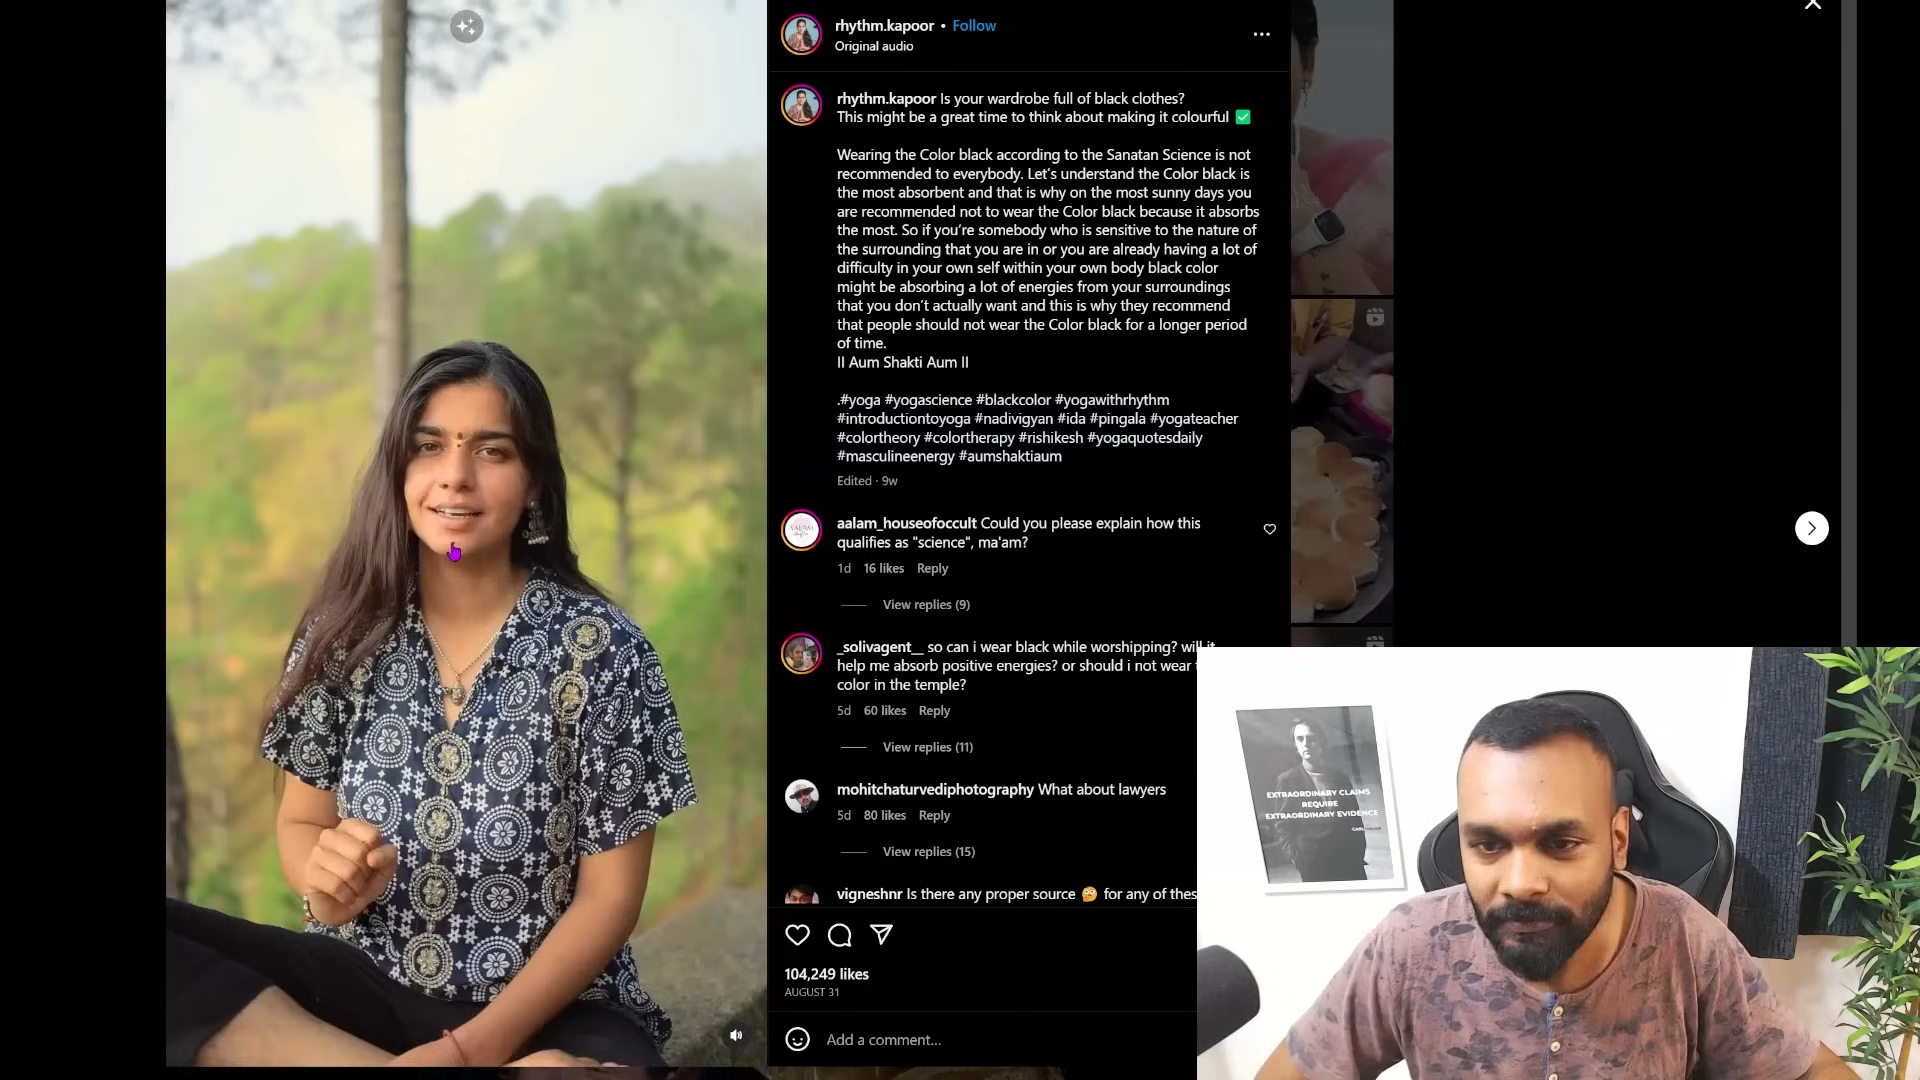 rhythm.kapoor • Follow
Original audio
rhythm.kapoor Is your wardrobe full of black clothes?
This might be a great time to think about making it colourful ✅
Wearing the Color black according to the Sanatan Science is not
recommended to everybody. Let's understand the Color black is
the most absorbent and that is why on the most sunny days you
are recommended not to wear the Color black because it absorbs
the most. So if you're somebody who is sensitive to the nature of
the surrounding that you are in or you are already having a lot of
difficulty in your own self within your own body black color
might be absorbing a lot of energies from your surroundings
that you don't actually want and this is why they recommend
that people should not wear the Color black for a longer period
of time.
|| Aum Shakti Aum ||
.#yoga #yogascience #blackcolor #yogawithrhythm
#introductiontoyoga #nadivigyan #ida #pingala #yogateacher
#colortheory #colortherapy #rishikesh #yogaquotesdaily
#masculineenergy #aumshaktiaum
Edited · 9w
aalam_houseofoccult Could you please explain how this
qualifies as "science", ma'am?
1d 16 likes Reply
View replies (9)
_solivagent__ so can i wear black while worshipping? will it
help me absorb positive energies? or should i not wear
color in the temple?
5d 60 likes Reply
View replies (11)
mohitchaturvediphotography What about lawyers
5d 80 likes Reply
View replies (15)
vigneshnr Is there any proper source 🤔 for any of thes
104,249 likes
AUGUST 31
Add a comment...
EXTRAORDINARY CLAIMS
REQUIRE
EXTRAORDINARY EVIDENCE
-CARL SAGAN